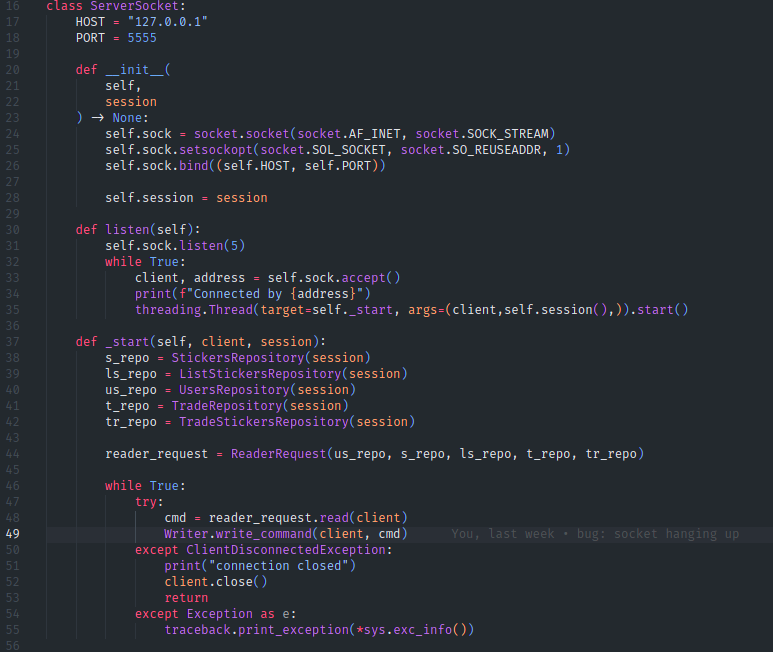 16 class ServerSocket:
17     HOST = "127.0.0.1"
18     PORT = 5555
19
20     def __init__(
21         self,
22         session
23     ) -> None:
24         self.sock = socket.socket(socket.AF_INET, socket.SOCK_STREAM)
25         self.sock.setsockopt(socket.SOL_SOCKET, socket.SO_REUSEADDR, 1)
26         self.sock.bind((self.HOST, self.PORT))
27
28         self.session = session
29
30     def listen(self):
31         self.sock.listen(5)
32         while True:
33             client, address = self.sock.accept()
34             print(f"Connected by {address}")
35             threading.Thread(target=self._start, args=(client,self.session(),)).start()
36
37     def _start(self, client, session):
38         s_repo = StickersRepository(session)
39         ls_repo = ListStickersRepository(session)
40         us_repo = UsersRepository(session)
41         t_repo = TradeRepository(session)
42         tr_repo = TradeStickersRepository(session)
43
44         reader_request = ReaderRequest(us_repo, s_repo, ls_repo, t_repo, tr_repo)
45
46         while True:
47             try:
48                 cmd = reader_request.read(client)
49                 Writer.write_command(client, cmd)     You, last week • bug: socket hanging up
50             except ClientDisconnectedException:
51                 print("connection closed")
52                 client.close()
53                 return
54             except Exception as e:
55                 traceback.print_exception(*sys.exc_info())
56